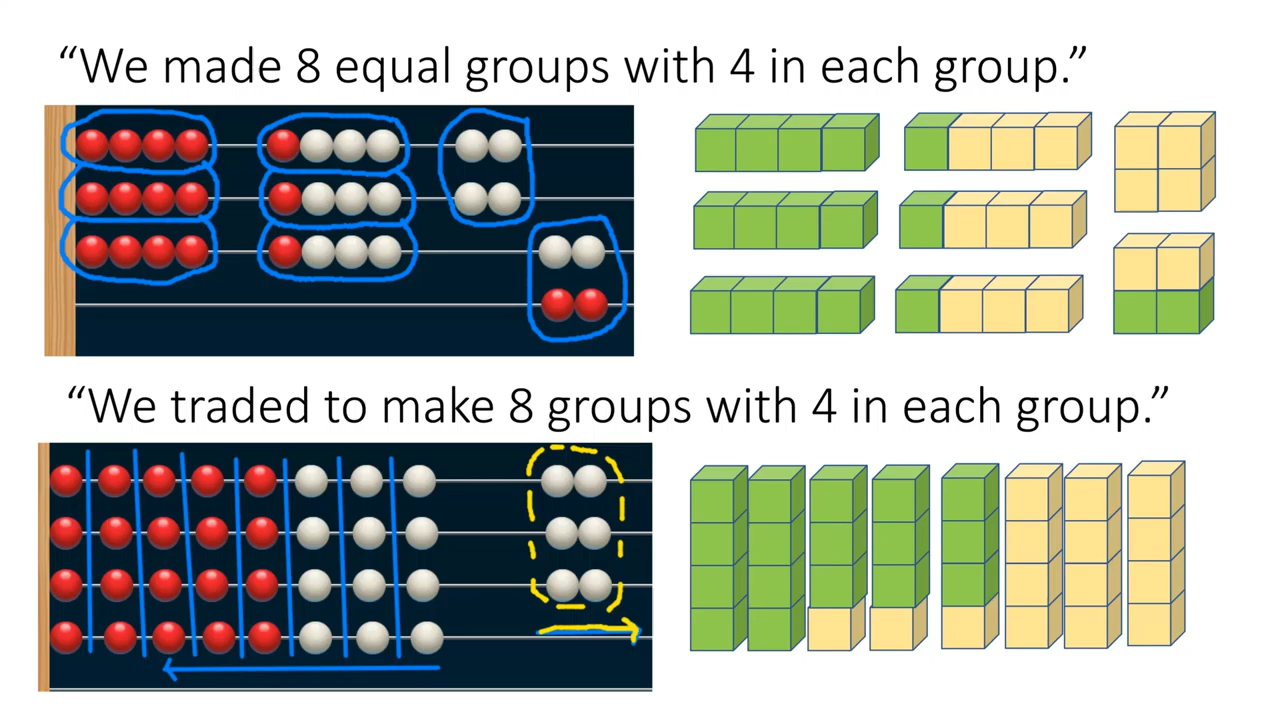 “We made 8 equal groups with 4 in each group.”
“We traded to make 8 groups with 4 in each group.”